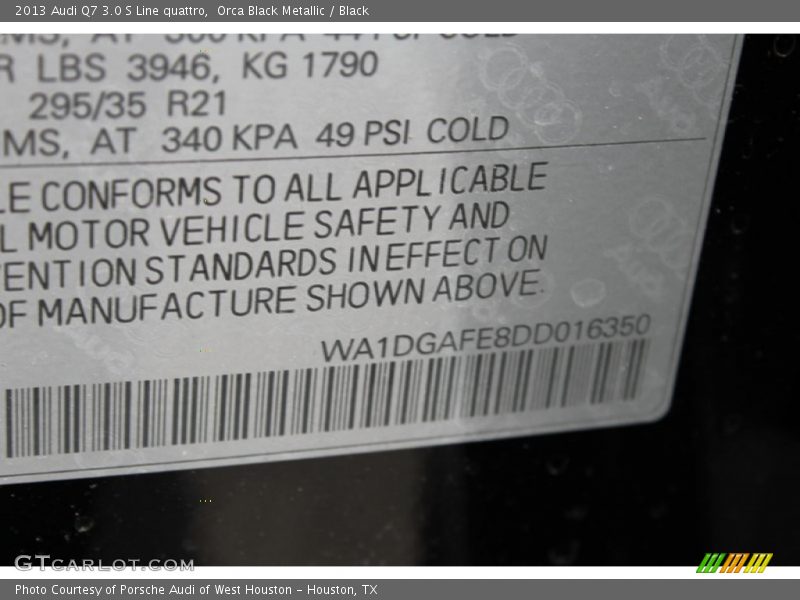 2013 Audi Q7 3.0 S Line quattro,  Orca Black Metallic / Black
R LBS 3946, KG 1790
295/35 R21
MS, AT 340 KPA 49 PSI COLD
LE CONFORMS TO ALL APPLICABLE
L MOTOR VEHICLE SAFETY AND
ENTION STANDARDS IN EFFECT ON
OF MANUFACTURE SHOWN ABOVE.
WA1DGAFE8DD016350
GTCARLOT.COM
Photo Courtesy of Porsche Audi of West Houston - Houston, TX